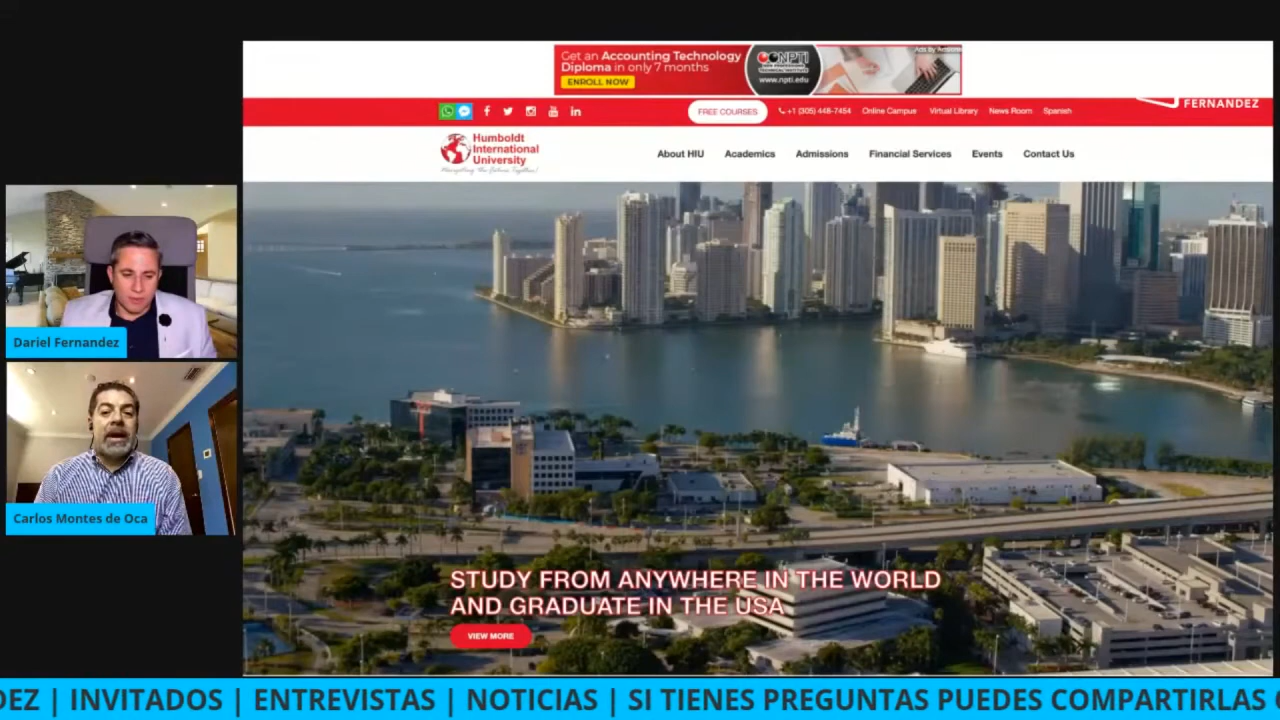 Get an Accounting Technology
Diploma in only 7 months
ENROLL NOW
NPTI
www.npti.edu
FERNANDEZ
FREE COURSES
+1 (305) 448-7454
Online Campus
Virtual Library
News Room
Spanish
Humboldt
International
University
About HIU
Academics
Admissions
Financial Services
Events
Contact Us
Dariel Fernandez
Carlos Montes de Oca
STUDY FROM ANYWHERE IN THE WORLD
AND GRADUATE IN THE USA
VIEW MORE
DEZ | INVITADOS | ENTREVISTAS | NOTICIAS | SI TIENES PREGUNTAS PUEDES COMPARTIRLAS